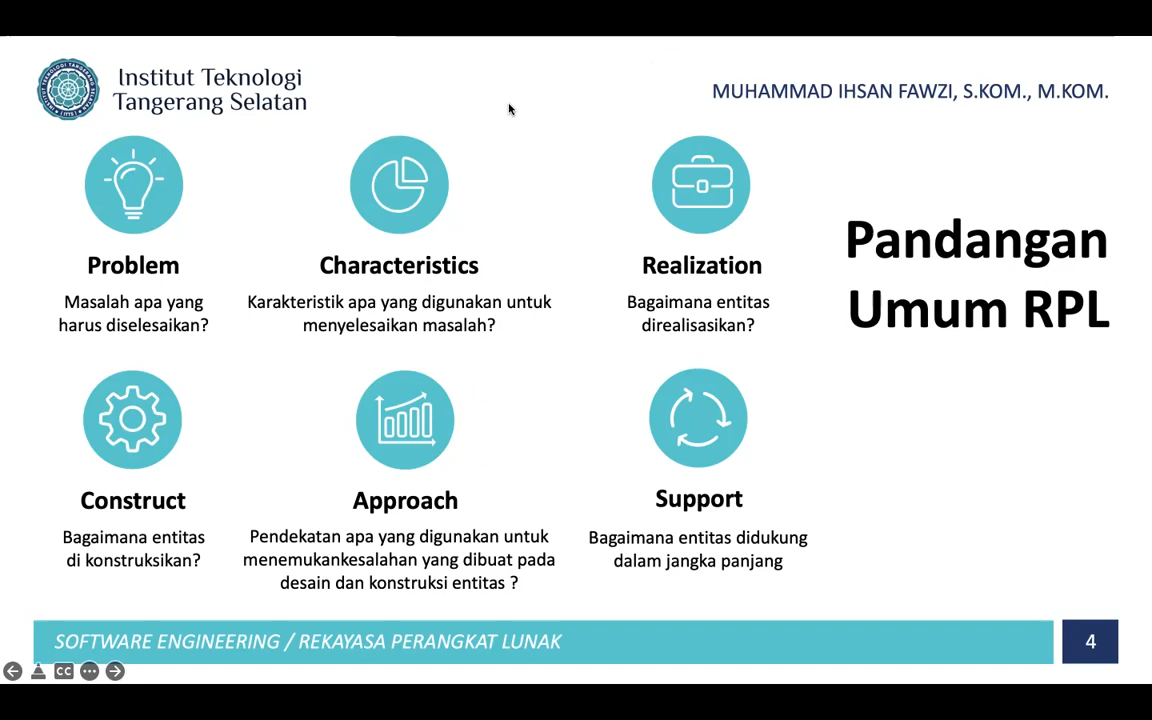 Institut Teknologi
Tangerang Selatan
MUHAMMAD IHSAN FAWZI, S.KOM., M.KOM.
Pandangan
Umum RPL
Problem
Masalah apa yang
harus diselesaikan?
Characteristics
Karakteristik apa yang digunakan untuk
menyelesaikan masalah?
Realization
Bagaimana entitas
direalisasikan?
Construct
Bagaimana entitas
di konstruksikan?
Approach
Pendekatan apa yang digunakan untuk
menemukankesalahan yang dibuat pada
desain dan konstruksi entitas ?
Support
Bagaimana entitas didukung
dalam jangka panjang
SOFTWARE ENGINEERING / REKAYASA PERANGKAT LUNAK
4
CC